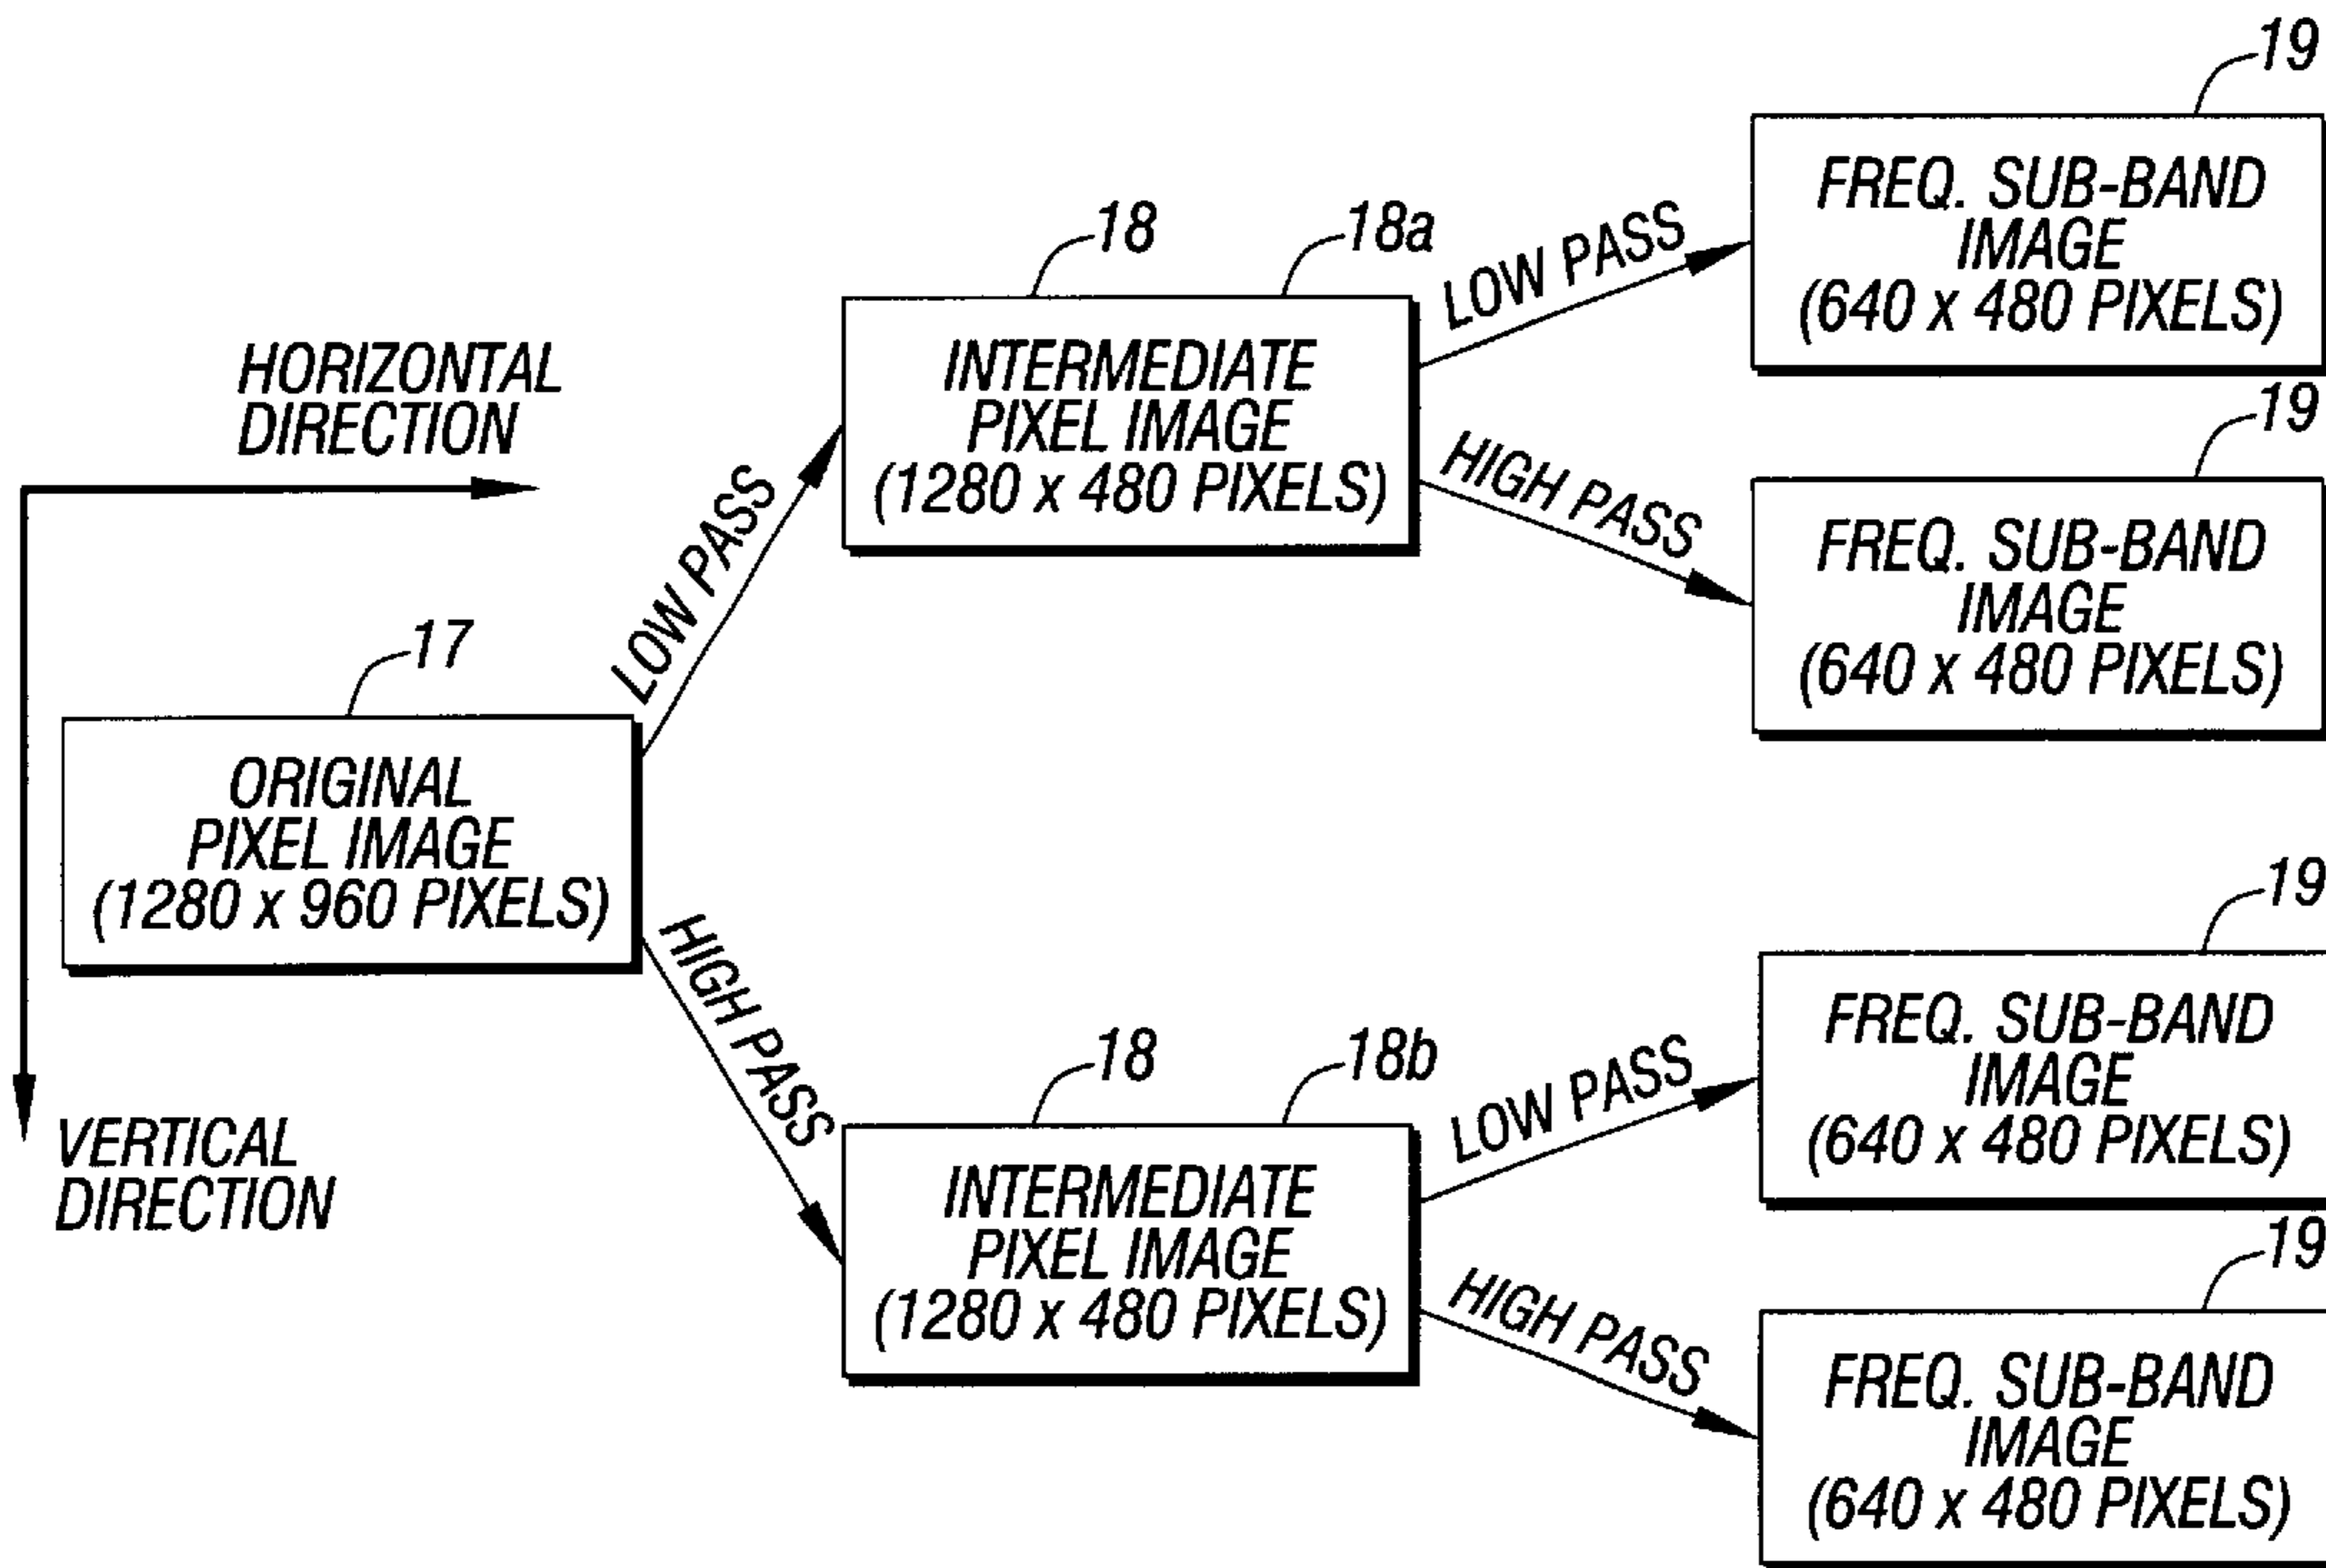 HORIZONTAL
DIRECTION
VERTICAL
DIRECTION
17
ORIGINAL
PIXEL IMAGE
(1280 x 960 PIXELS)
LOW PASS
HIGH PASS
18
18a
INTERMEDIATE
PIXEL IMAGE
(1280 x 480 PIXELS)
LOW PASS
HIGH PASS
19
FREQ. SUB-BAND
IMAGE
(640 x 480 PIXELS)
19
FREQ. SUB-BAND
IMAGE
(640 x 480 PIXELS)
18
18b
INTERMEDIATE
PIXEL IMAGE
(1280 x 480 PIXELS)
LOW PASS
HIGH PASS
19
FREQ. SUB-BAND
IMAGE
(640 x 480 PIXELS)
19
FREQ. SUB-BAND
IMAGE
(640 x 480 PIXELS)